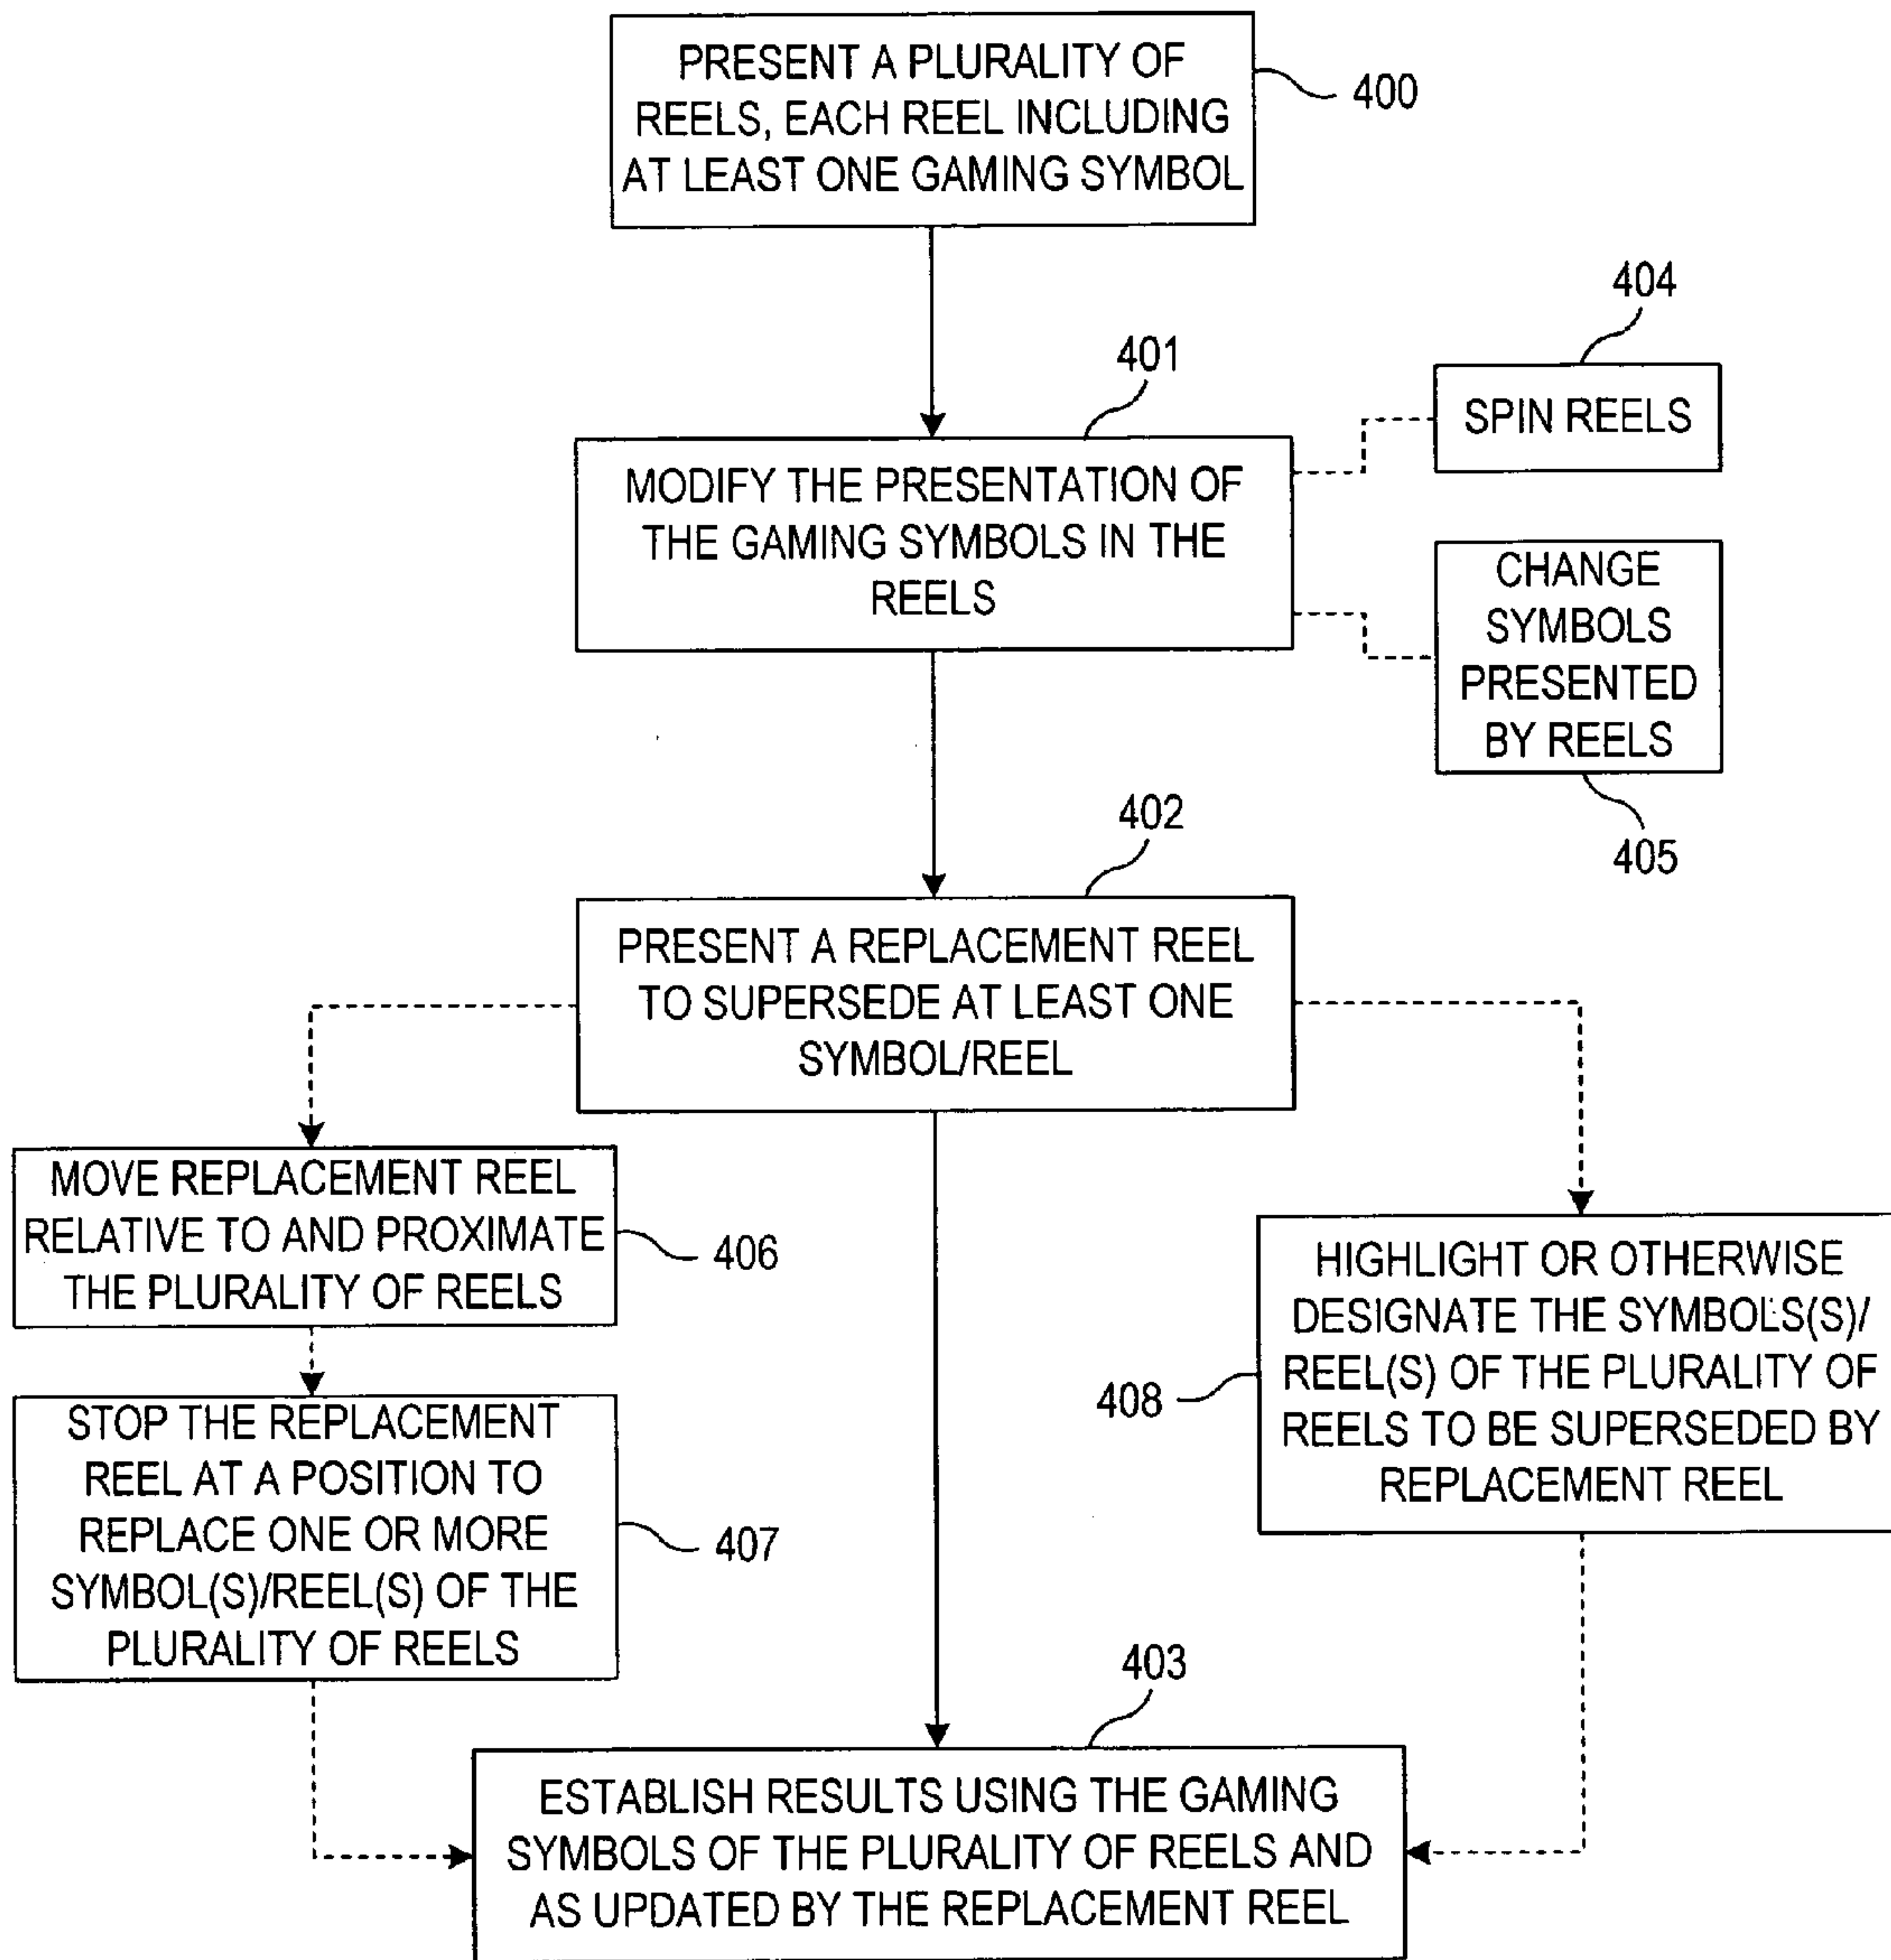 PRESENT A PLURALITY OF
REELS, EACH REEL INCLUDING
AT LEAST ONE GAMING SYMBOL
400
404
SPIN REELS
401
MODIFY THE PRESENTATION OF
THE GAMING SYMBOLS IN THE
REELS
CHANGE
SYMBOLS
PRESENTED
BY REELS
405
402
PRESENT A REPLACEMENT REEL
TO SUPERSEDE AT LEAST ONE
SYMBOL/REEL
MOVE REPLACEMENT REEL
RELATIVE TO AND PROXIMATE
THE PLURALITY OF REELS
406
STOP THE REPLACEMENT
REEL AT A POSITION TO
REPLACE ONE OR MORE
SYMBOL(S)/REEL(S) OF THE
PLURALITY OF REELS
407
HIGHLIGHT OR OTHERWISE
DESIGNATE THE SYMBOLS(S)/
REEL(S) OF THE PLURALITY OF
REELS TO BE SUPERSEDED BY
REPLACEMENT REEL
408
403
ESTABLISH RESULTS USING THE GAMING
SYMBOLS OF THE PLURALITY OF REELS AND
AS UPDATED BY THE REPLACEMENT REEL